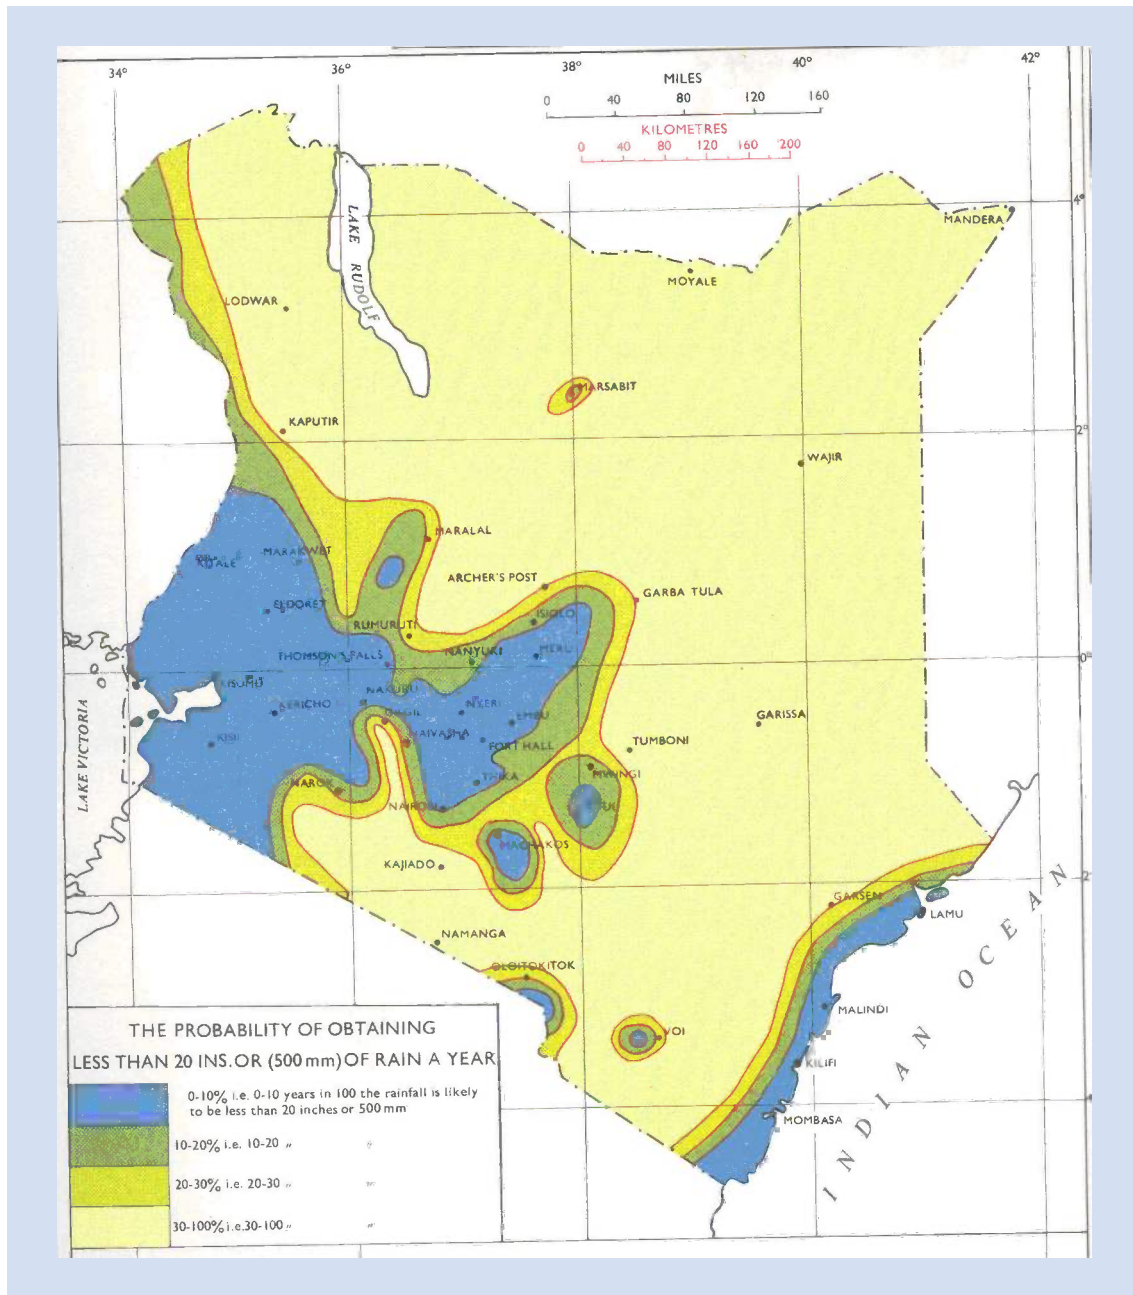 34° 36° 38° 40° 42°
MILES
0 40 80 120 160
KILOMETRES
0 40 80 120 160 200
LAKE RUDOLF
4°
MANDERA
MOYALE
LODWAR
MARSABIT
KAPUTIR
2°
WAJIR
MARALAL
MARAKWET
ARCHER'S POST
GARBA TULA
ELDORET
ISIOLO
RUMURUTI
NANYUKI
MERU
THOMSON'S FALLS
0°
KISUMU
NAKURU
KERICHO
NYERI
GARISSA
GILGIL
EMBU
KISII
NAIVASHA
FORT HALL
TUMBONI
LAKE VICTORIA
THIKA
MWINGI
NAROK
NAIROBI
MACHAKOS
KAJIADO
2°
GARSEN
LAMU
NAMANGA
OLOITOKITOK
MALINDI
VOI
KILIFI
MOMBASA
INDIAN OCEAN
THE PROBABILITY OF OBTAINING
LESS THAN 20 INS. OR (500 mm) OF RAIN A YEAR
0-10% i.e. 0-10 years in 100 the rainfall is likely
to be less than 20 inches or 500 mm
10-20% i.e. 10-20 „ „
20-30% i.e. 20-30 „ „
30-100% i.e. 30-100 „ „